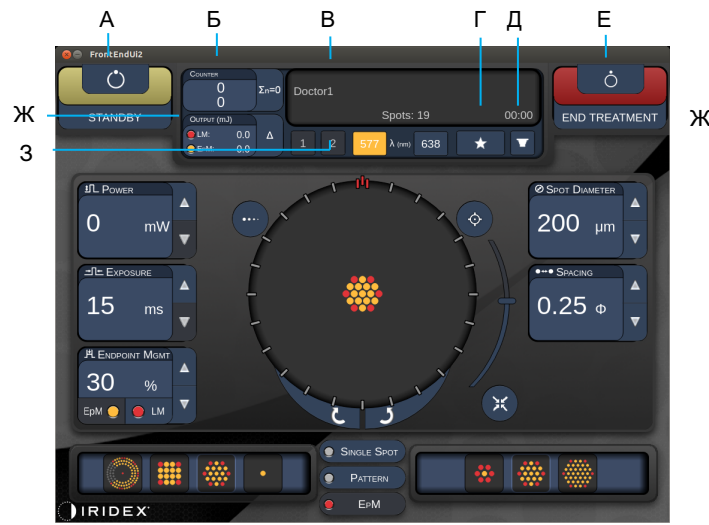 А Б В Г Д Е
FrontEndUi2
STANDBY
Counter
0
0
Σn=0
Output (mJ)
LM: 0.0
EpM: 0.0
Δ
Doctor1
Spots: 19 00:00
1 2 577 λ (nm) 638
END TREATMENT
Ж
З
Ж
Power
0 mW
Exposure
15 ms
Endpoint Mgmt
30 %
EpM LM
Spot Diameter
200 μm
Spacing
0.25 Φ
Single Spot
Pattern
EpM
IRIDEX